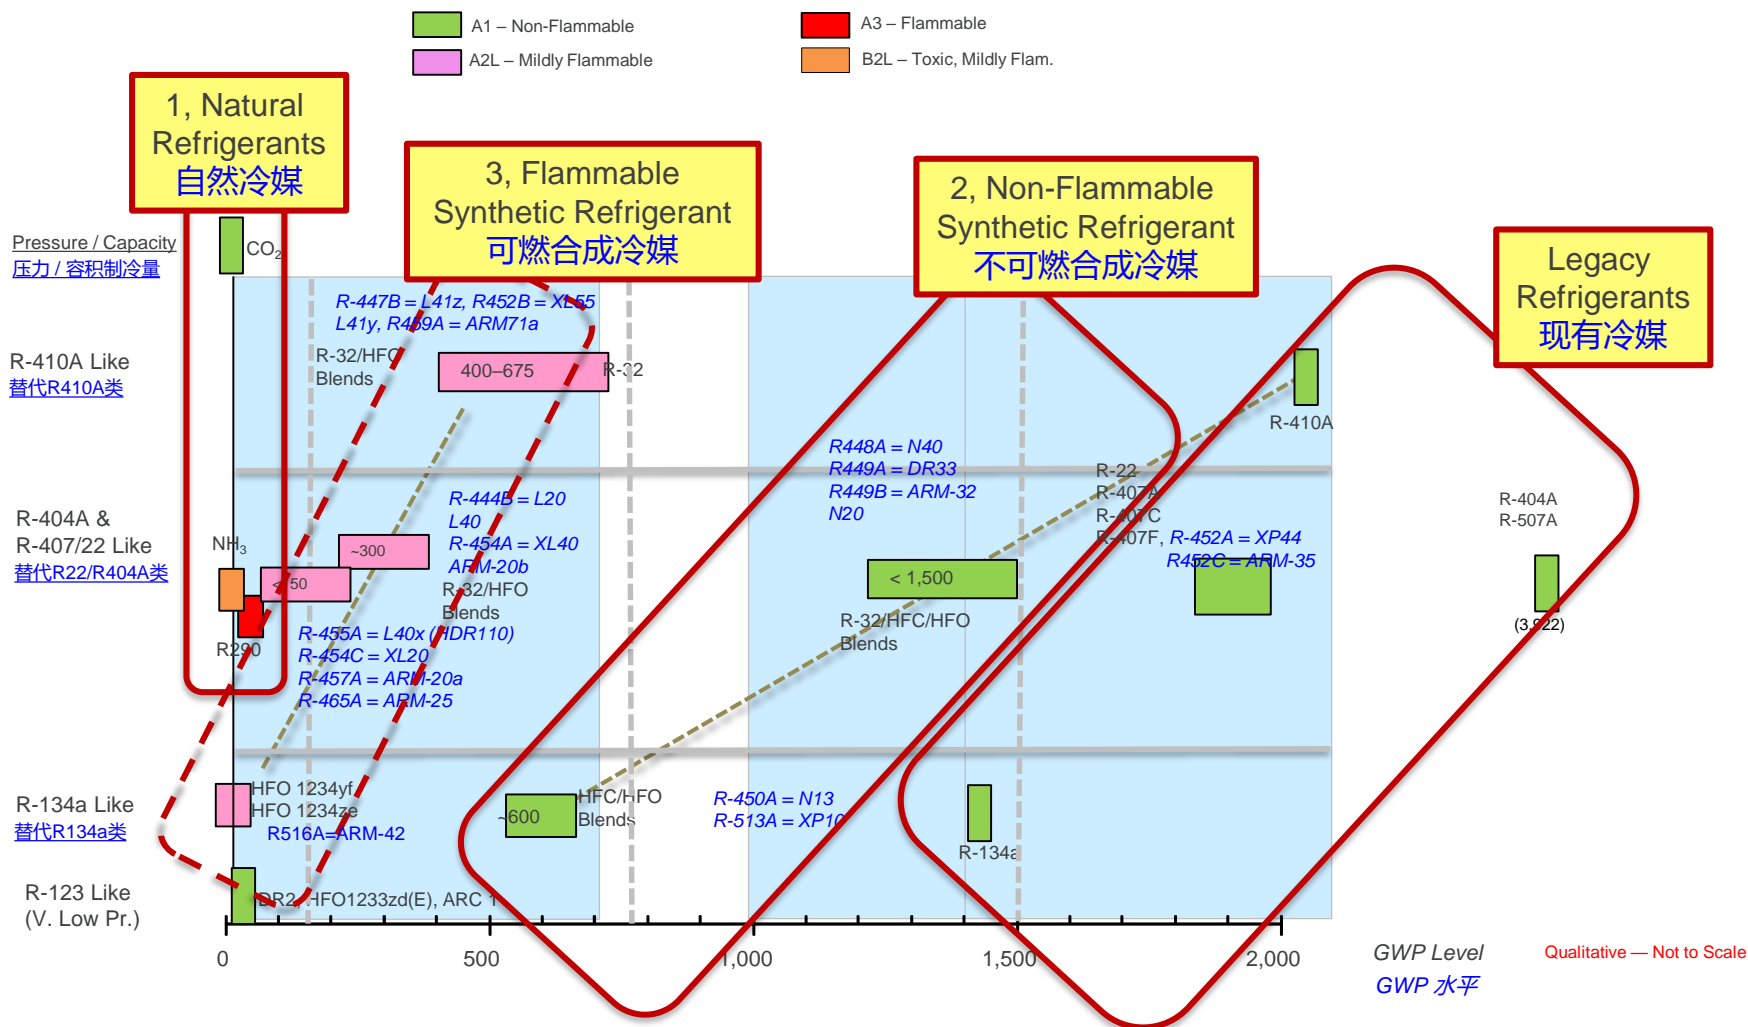 A1 – Non-Flammable
A3 – Flammable
A2L – Mildly Flammable
B2L – Toxic, Mildly Flam.
1, Natural
Refrigerants
自然冷媒
3, Flammable
Synthetic Refrigerant
可燃合成冷媒
2, Non-Flammable
Synthetic Refrigerant
不可燃合成冷媒
Legacy
Refrigerants
现有冷媒
Pressure / Capacity
压力 / 容积制冷量
CO2
R-447B = L41z, R452B = XL55
L41y, R459A = ARM71a
R-410A Like
替代R410A类
R-32/HFC
Blends
400–675
R-32
R-410A
R448A = N40
R449A = DR33
R449B = ARM-32
N20
R-22
R-407A
R-407C
R-407F, R-452A = XP44
R452C = ARM-35
R-404A
R-507A
R-404A &
R-407/22 Like
替代R22/R404A类
NH3
R-444B = L20
L40
R-454A = XL40
ARM-20b
R-32/HFO
Blends
~300
R290
R-455A = L40x (HDR110)
R-454C = XL20
R-457A = ARM-20a
R-465A = ARM-25
< 1,500
R-32/HFC/HFO
Blends
(3,922)
R-134a Like
替代R134a类
HFO 1234yf
HFO 1234ze
R516A=ARM-42
~600
HFC/HFO
Blends
R-450A = N13
R-513A = XP10
R-134a
R-123 Like
(V. Low Pr.)
DR2, HFO1233zd(E), ARC 1
0
500
1,000
1,500
2,000
GWP Level
GWP 水平
Qualitative — Not to Scale